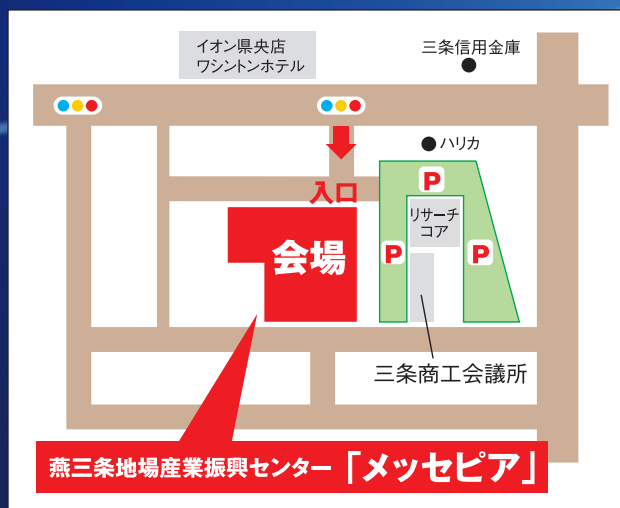 イオン県央店
ワシントンホテル
三条信用金庫
ハリカ
入口
P
リサーチ
コア
会場
P
P
三条商工会議所
燕三条地場産業振興センター「メッセピア」